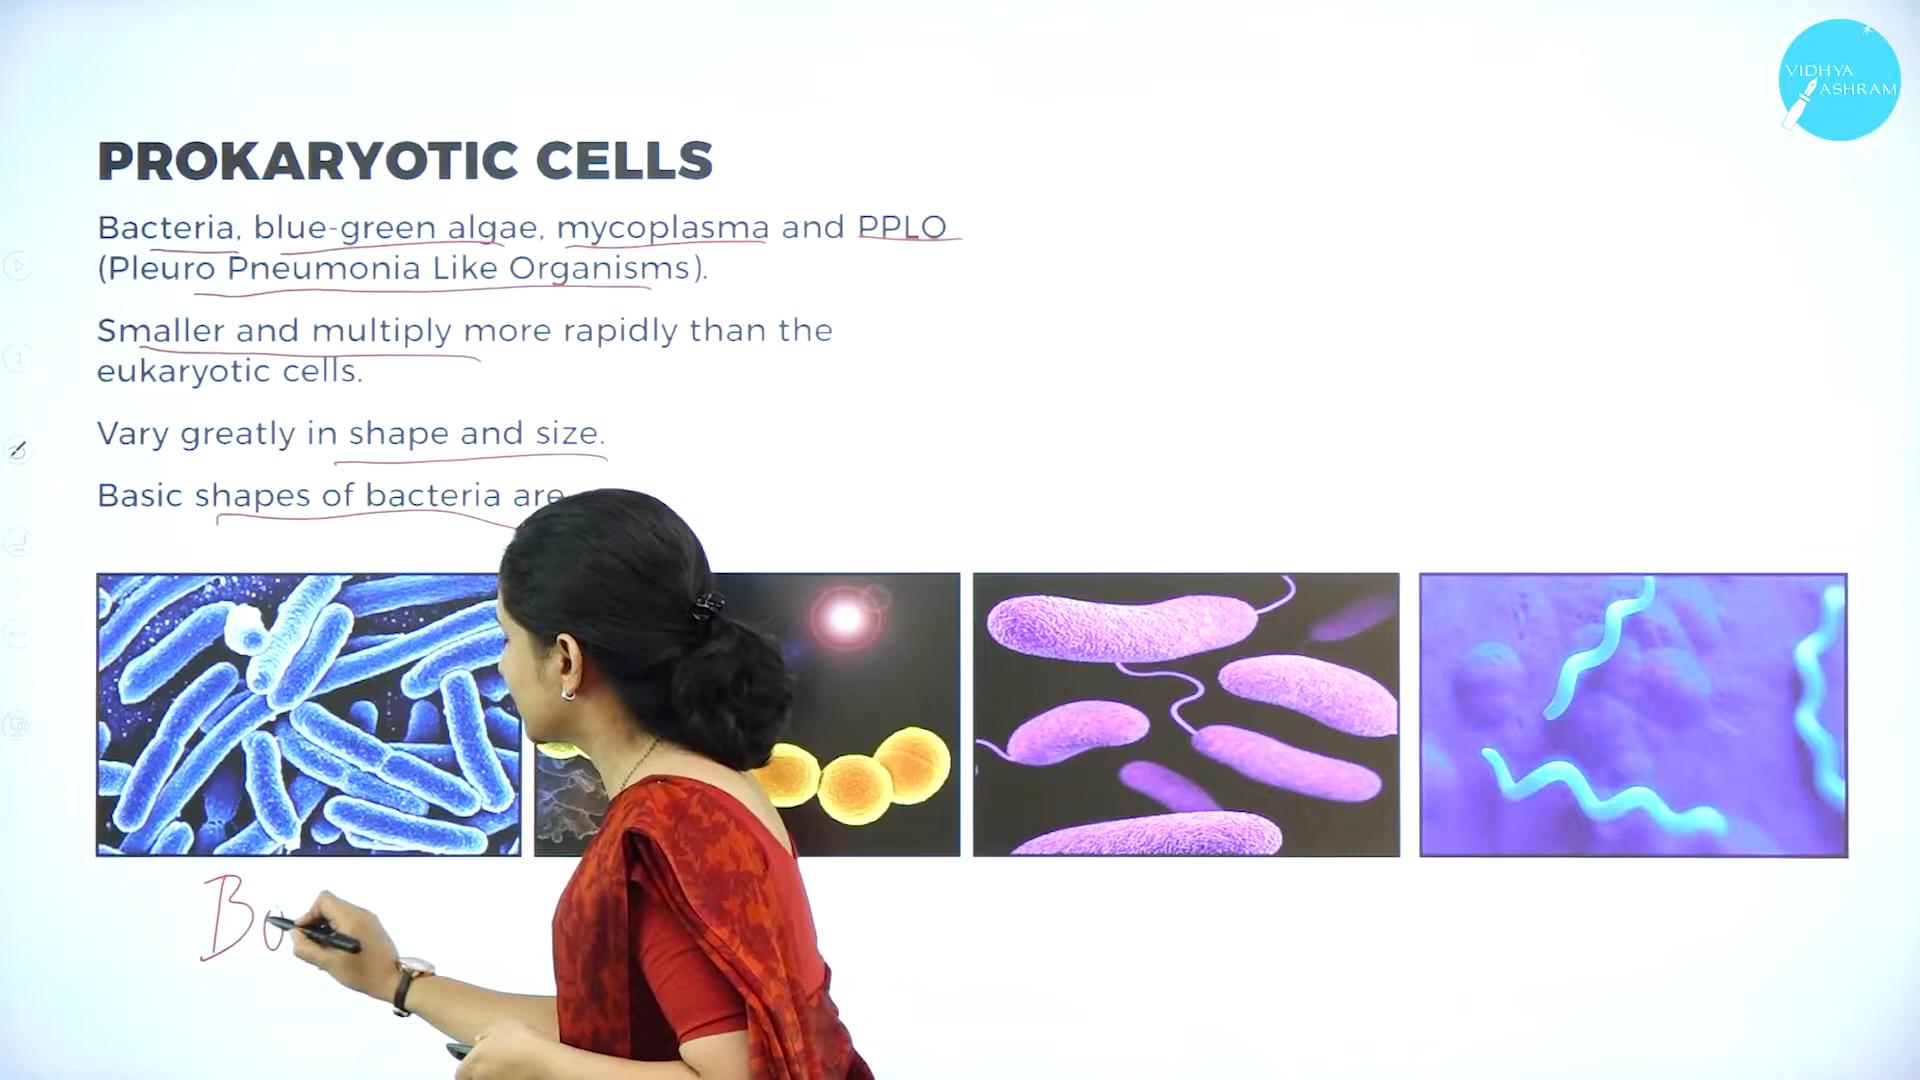 VIDHYA
ASHRAM
PROKARYOTIC CELLS
Bacteria, blue-green algae, mycoplasma and PPLO
(Pleuro Pneumonia Like Organisms).
Smaller and multiply more rapidly than the
eukaryotic cells.
Vary greatly in shape and size.
Basic shapes of bacteria are
Ba